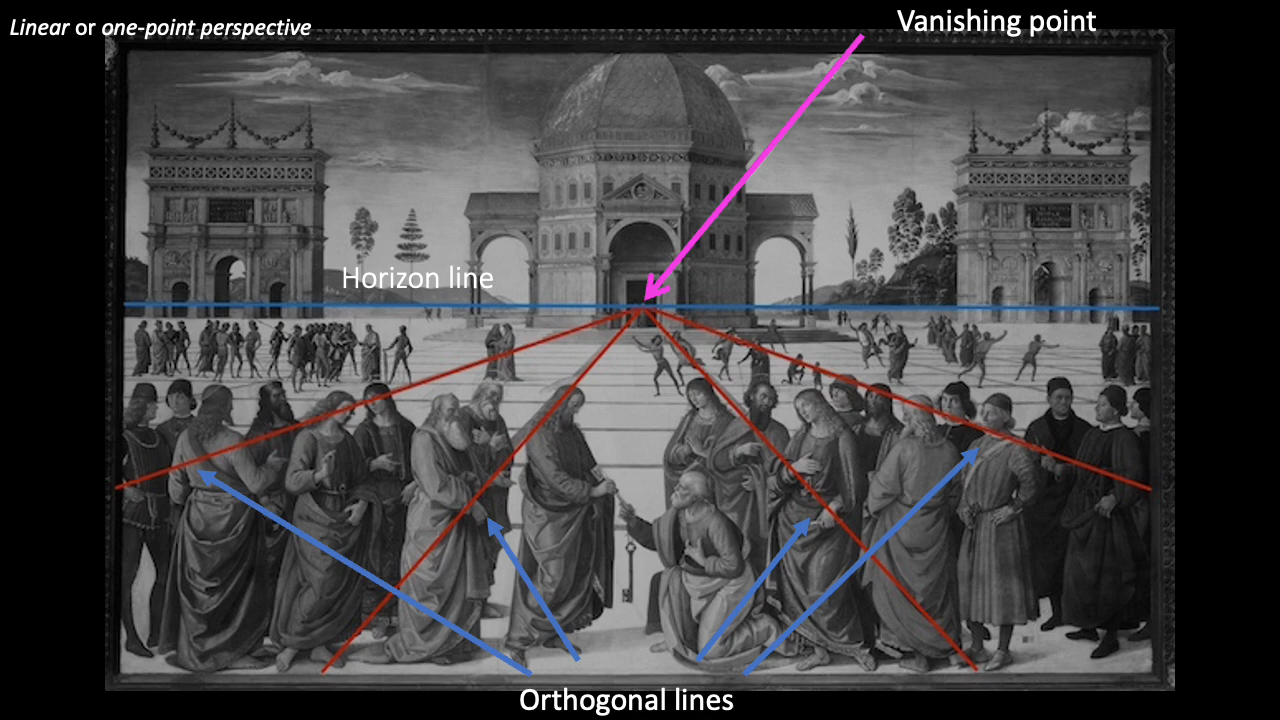 Linear or one-point perspective
Vanishing point
Horizon line
Orthogonal lines